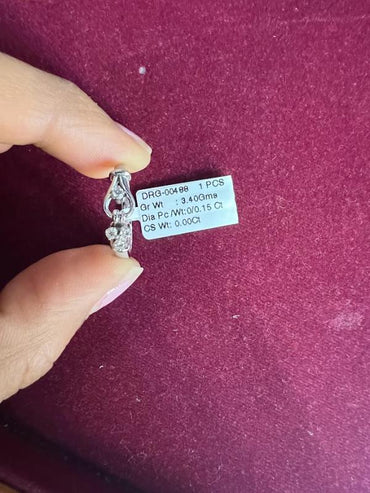 DRG-00488 1 PCS
Gr Wt : 3.40Gms
Dia Pc/Wt:0/0.15 Ct
CS Wt: 0.00Ct